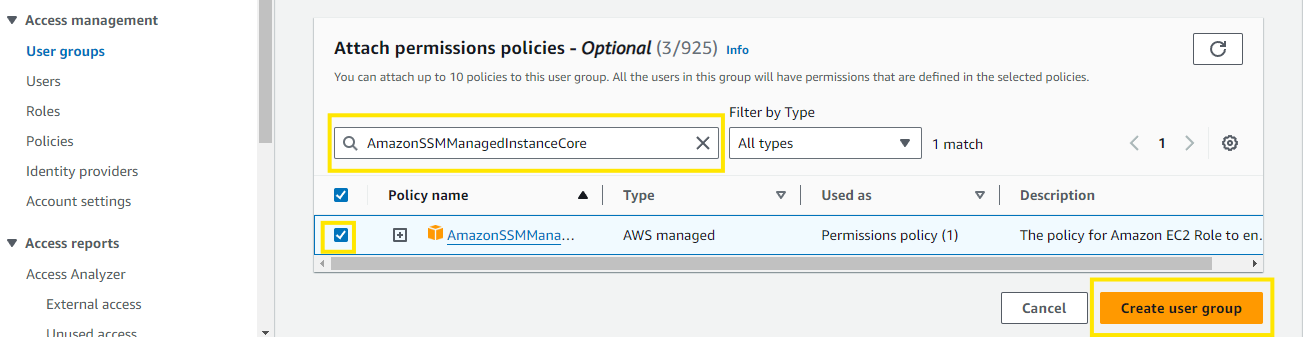 Access management
User groups
Users
Roles
Policies
Identity providers
Account settings
Access reports
Access Analyzer
External access
Unused access
Attach permissions policies - Optional (3/925) Info
You can attach up to 10 policies to this user group. All the users in this group will have permissions that are defined in the selected policies.
Filter by Type
AmazonSSMManagedInstanceCore
All types
1 match
1
Policy name Type Used as Description
AmazonSSMMana... AWS managed Permissions policy (1) The policy for Amazon EC2 Role to en...
Cancel
Create user group